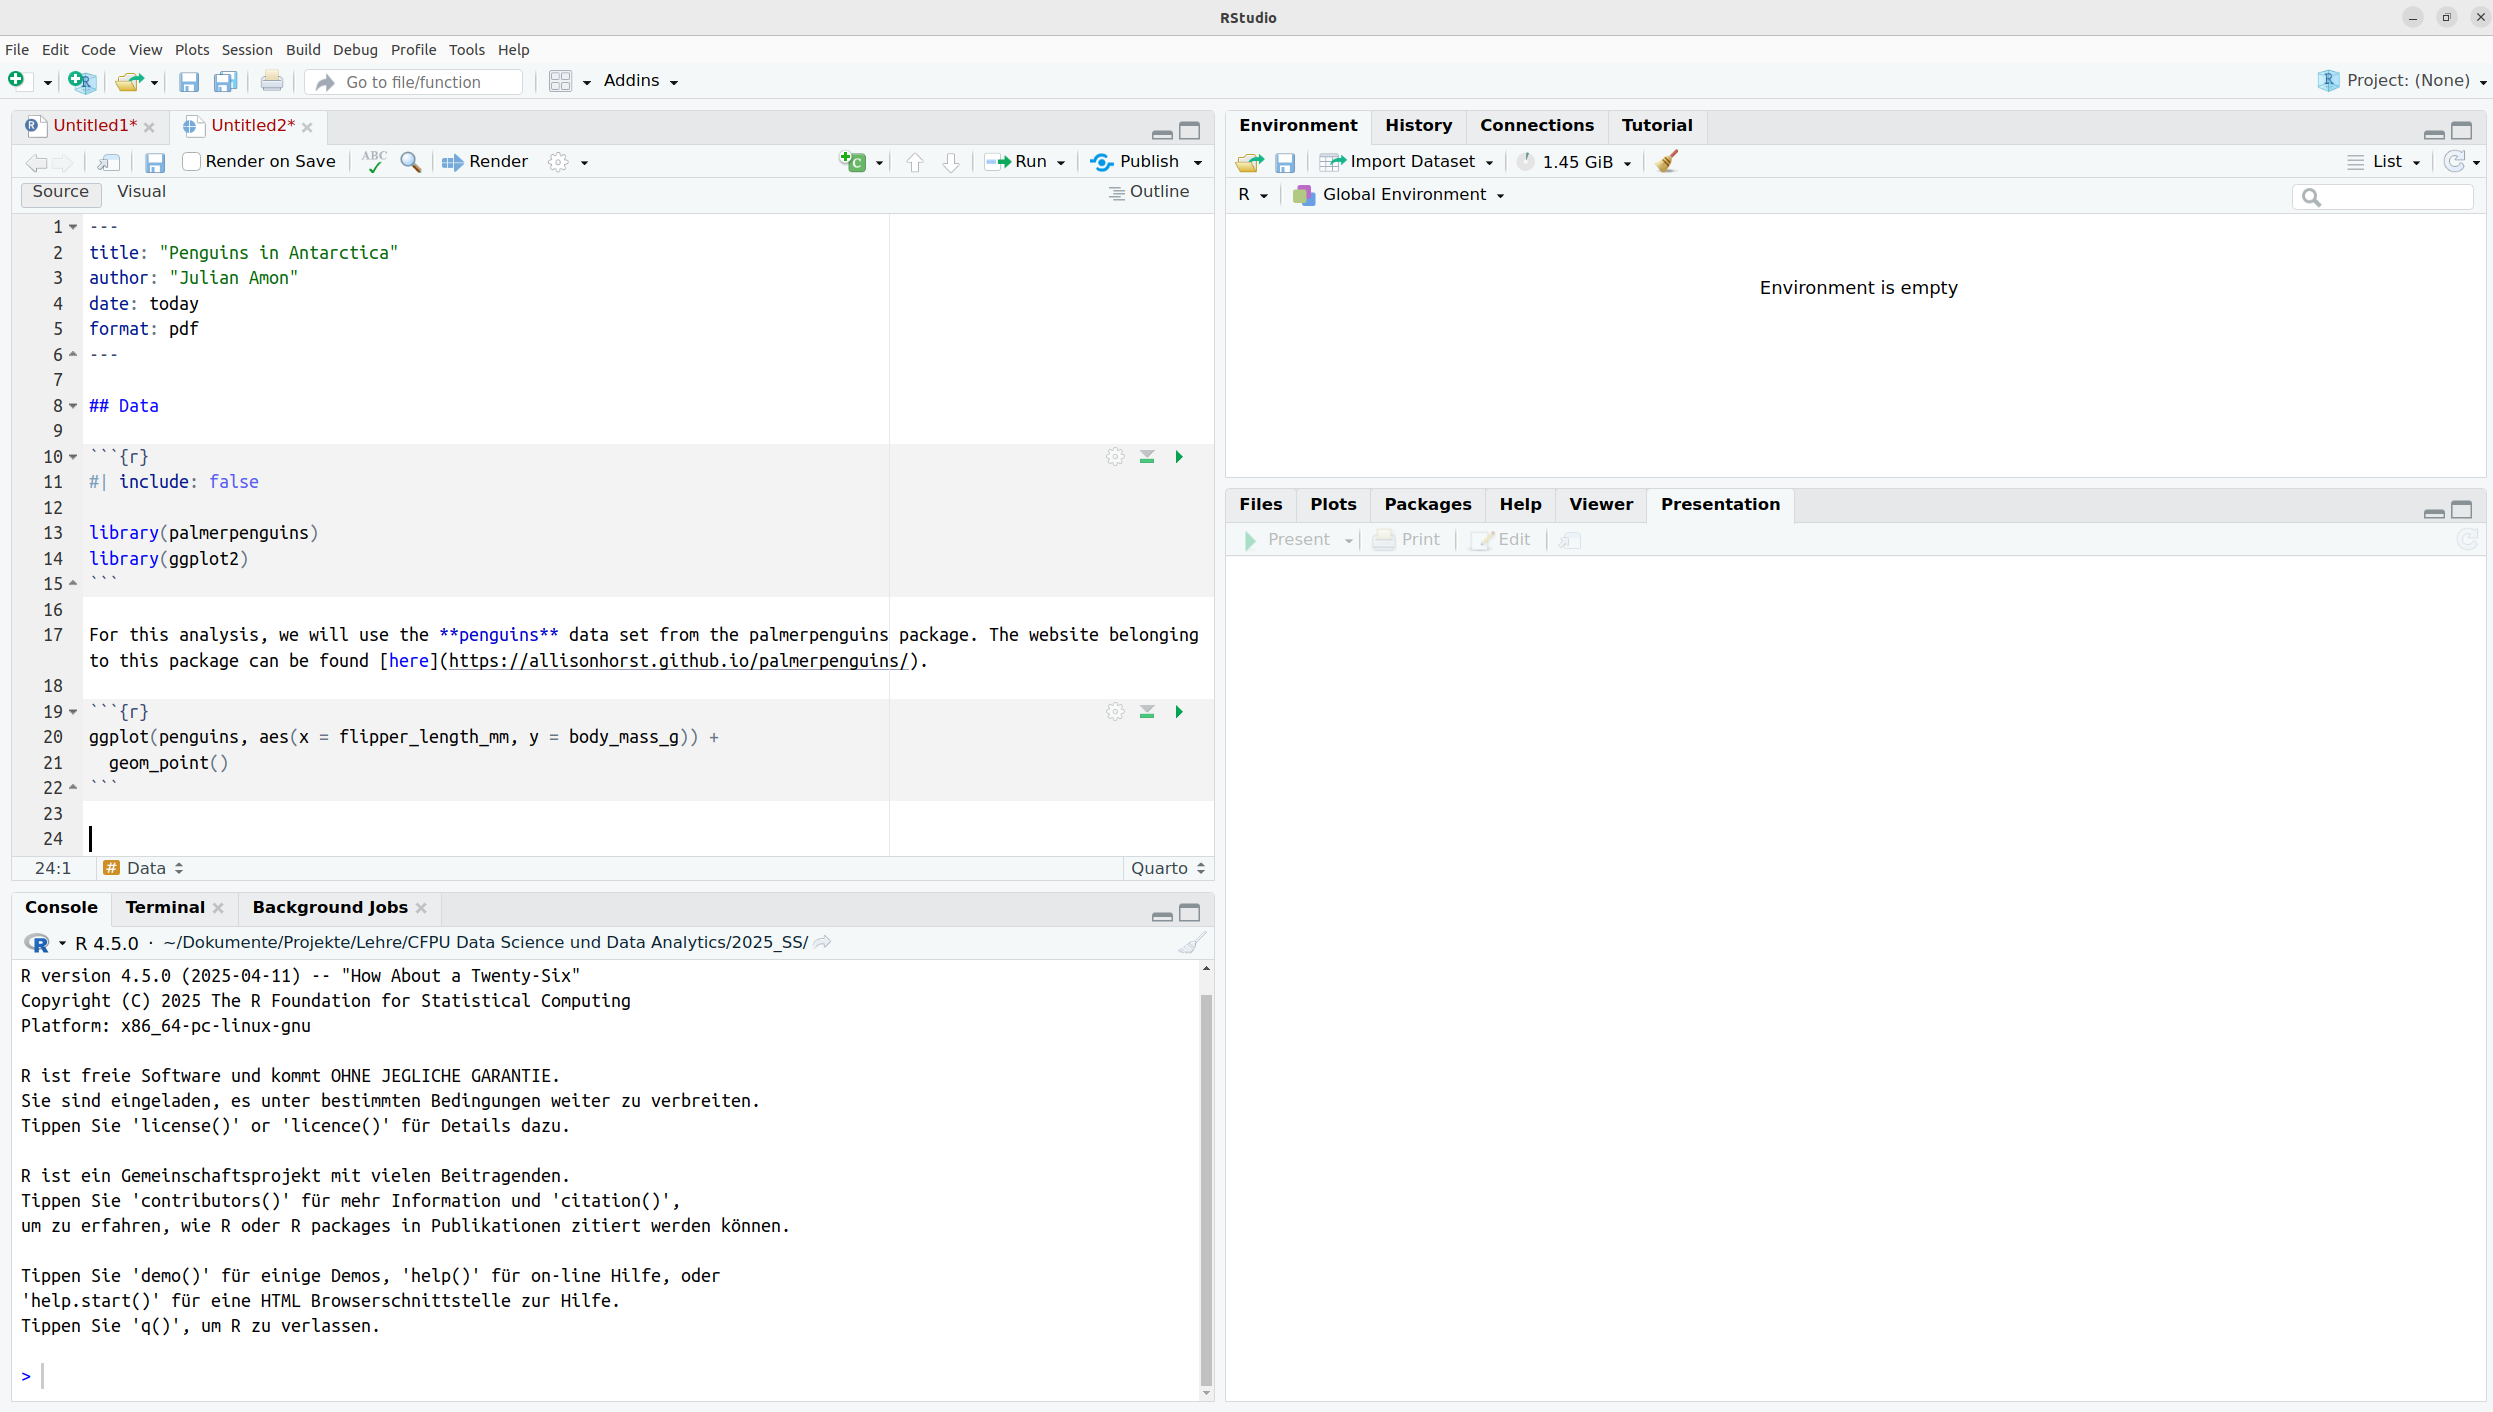 RStudio
File Edit Code View Plots Session Build Debug Profile Tools Help
Go to file/function Addins Project: (None)
Untitled1* Untitled2*
Render on Save ABC Render Run Publish
Source Visual Outline
1 ---
2 title: "Penguins in Antarctica"
3 author: "Julian Amon"
4 date: today
5 format: pdf
6 ---
7
8 ## Data
9
10 ```{r}
11 #| include: false
12
13 library(palmerpenguins)
14 library(ggplot2)
15 ```
16
17 For this analysis, we will use the **penguins** data set from the palmerpenguins package. The website belonging
to this package can be found [here](https://allisonhorst.github.io/palmerpenguins/).
18
19 ```{r}
20 ggplot(penguins, aes(x = flipper_length_mm, y = body_mass_g)) +
21   geom_point()
22 ```
23
24
24:1 # Data Quarto
Console Terminal Background Jobs
R 4.5.0 · ~/Dokumente/Projekte/Lehre/CFPU Data Science und Data Analytics/2025_SS/
R version 4.5.0 (2025-04-11) -- "How About a Twenty-Six"
Copyright (C) 2025 The R Foundation for Statistical Computing
Platform: x86_64-pc-linux-gnu
R ist freie Software und kommt OHNE JEGLICHE GARANTIE.
Sie sind eingeladen, es unter bestimmten Bedingungen weiter zu verbreiten.
Tippen Sie 'license()' or 'licence()' für Details dazu.
R ist ein Gemeinschaftsprojekt mit vielen Beitragenden.
Tippen Sie 'contributors()' für mehr Information und 'citation()',
um zu erfahren, wie R oder R packages in Publikationen zitiert werden können.
Tippen Sie 'demo()' für einige Demos, 'help()' für on-line Hilfe, oder
'help.start()' für eine HTML Browserschnittstelle zur Hilfe.
Tippen Sie 'q()', um R zu verlassen.
>
Environment History Connections Tutorial
Import Dataset 1.45 GiB List
R Global Environment
Environment is empty
Files Plots Packages Help Viewer Presentation
Present Print Edit